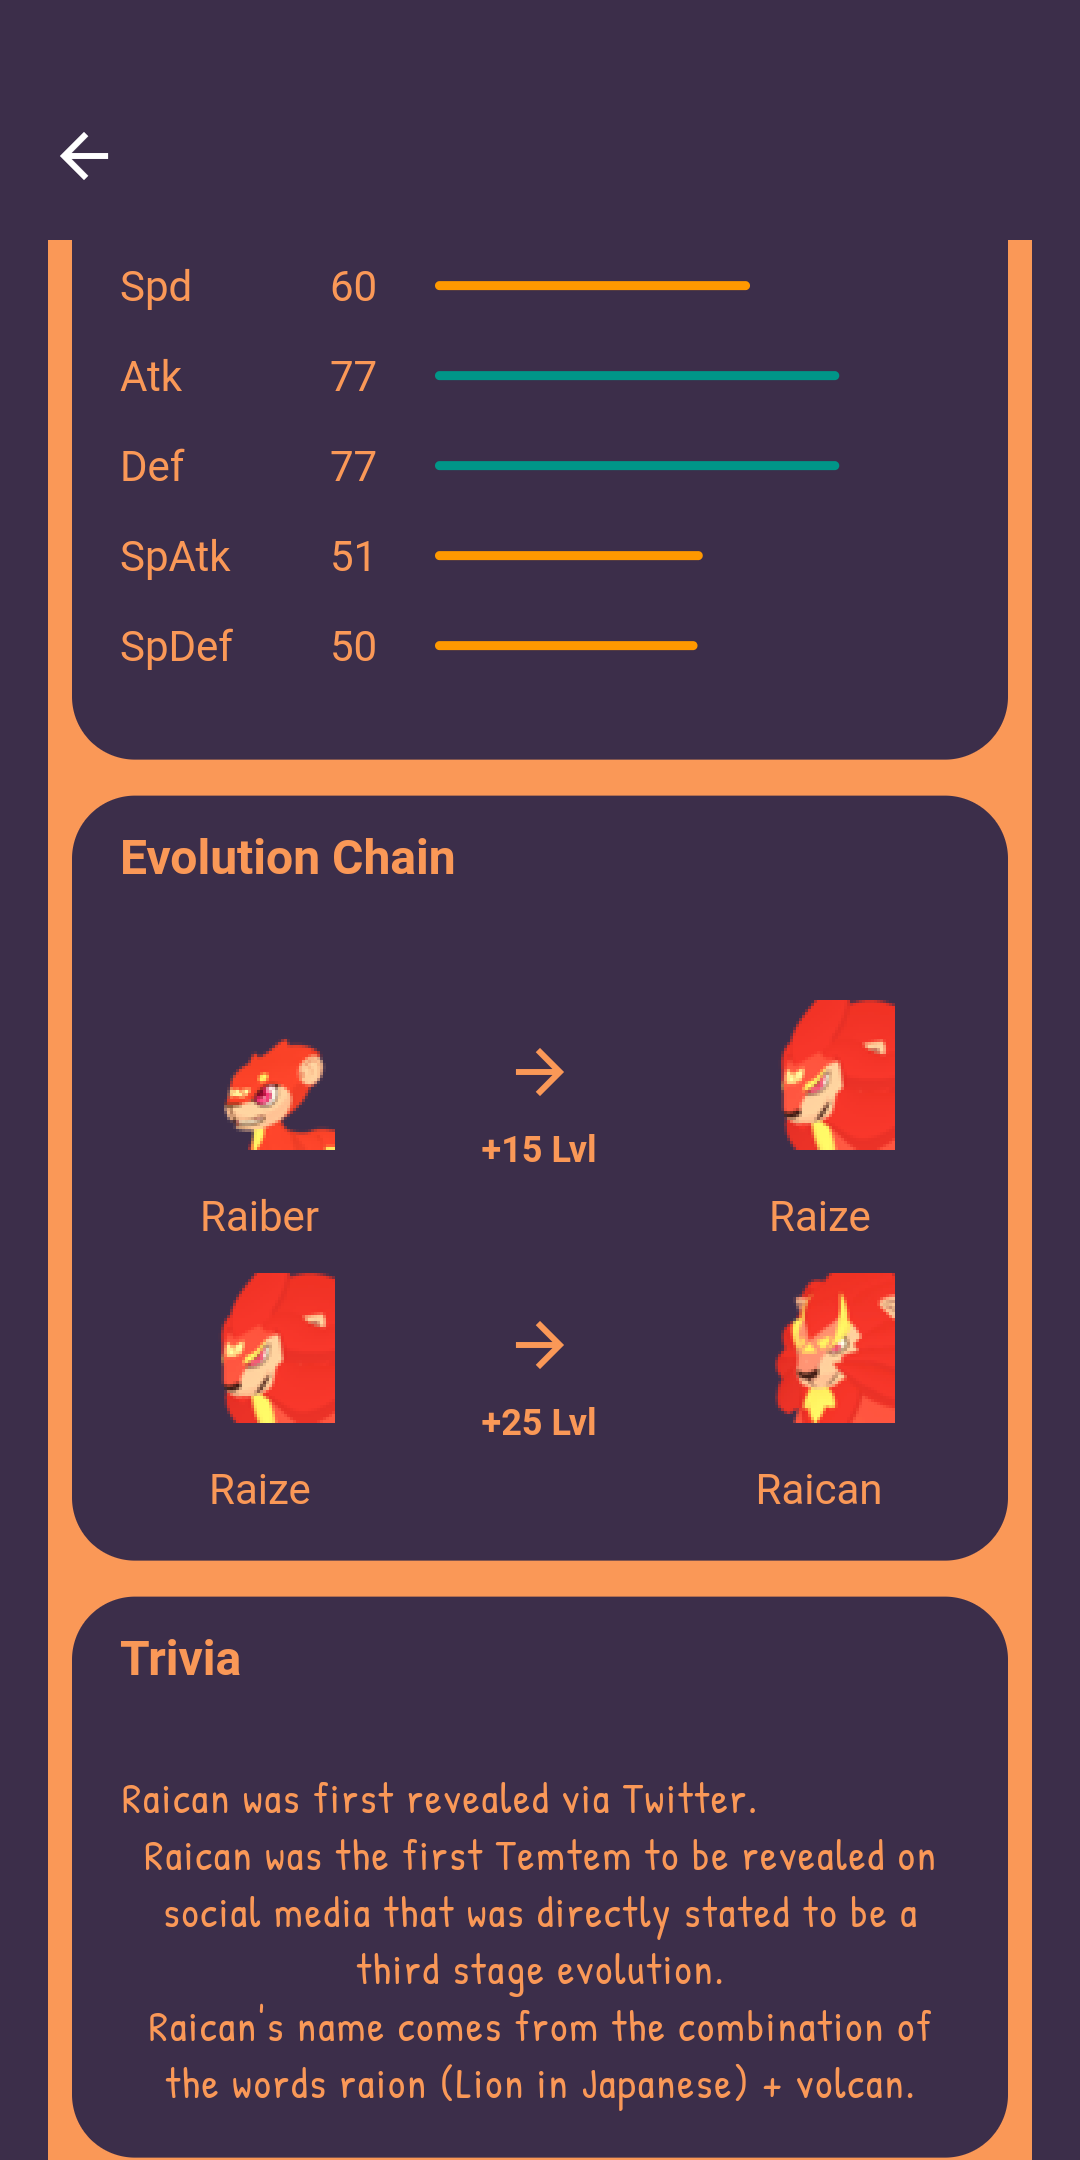 Spd 60
Atk 77
Def 77
SpAtk 51
SpDef 50
Evolution Chain
+15 Lvl
Raiber Raize
+25 Lvl
Raize Raican
Trivia
Raican was first revealed via Twitter.
Raican was the first Temtem to be revealed on
social media that was directly stated to be a
third stage evolution.
Raican's name comes from the combination of
the words raion (Lion in Japanese) + volcan.